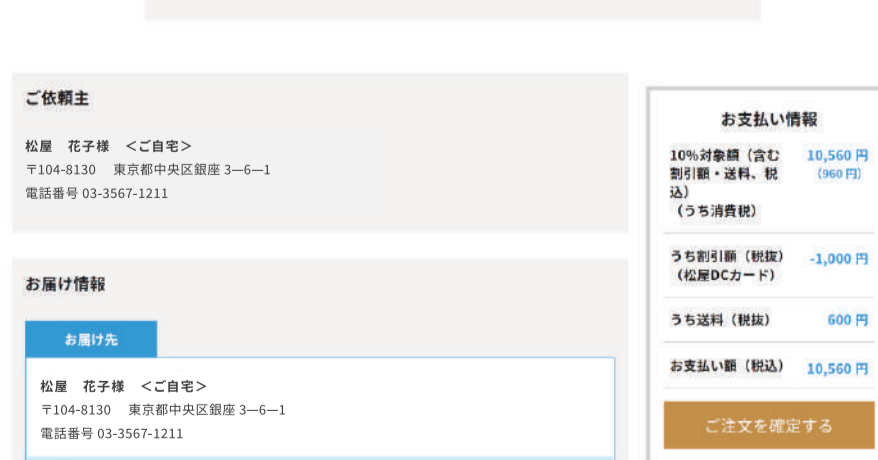 ご依頼主
松屋　花子様　＜ご自宅＞
〒104-8130　東京都中央区銀座 3—6—1
電話番号 03-3567-1211
お届け情報
お届け先
松屋　花子様　＜ご自宅＞
〒104-8130　東京都中央区銀座 3—6—1
電話番号 03-3567-1211
お支払い情報
10%対象額（含む 10,560 円
割引額・送料、税 （960 円）
込）
（うち消費税）
うち割引額（税抜） -1,000 円
（松屋DCカード）
うち送料（税抜） 600 円
お支払い額（税込） 10,560 円
ご注文を確定する